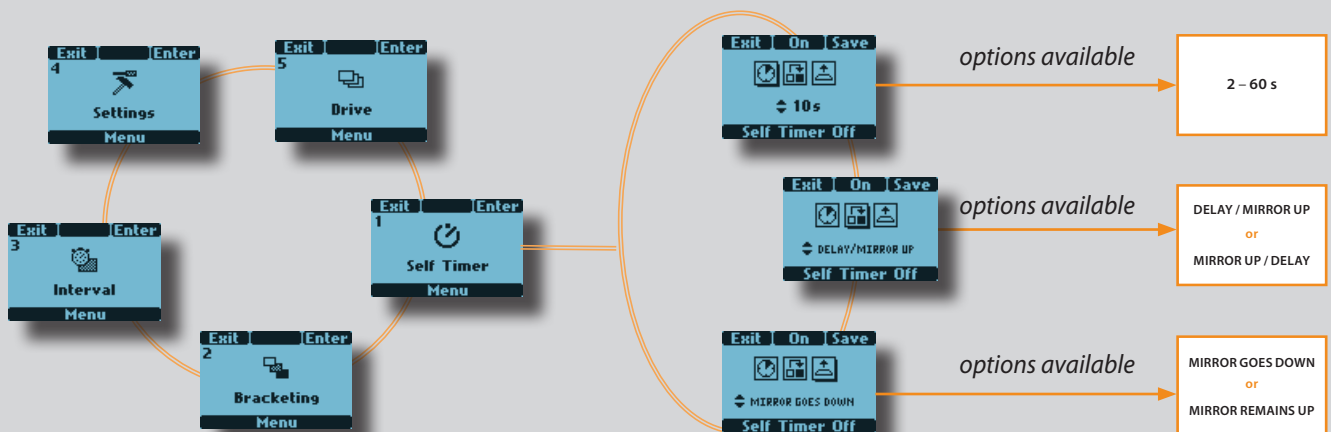 Exit Enter
4
Settings
Menu
Exit Enter
5
Drive
Menu
Exit Enter
3
Interval
Menu
Exit Enter
1
Self Timer
Menu
Exit Enter
2
Bracketing
Menu
Exit On Save
10s
Self Timer Off
options available
2 – 60 s
Exit On Save
DELAY/MIRROR UP
Self Timer Off
options available
DELAY / MIRROR UP
or
MIRROR UP / DELAY
Exit On Save
MIRROR GOES DOWN
Self Timer Off
options available
MIRROR GOES DOWN
or
MIRROR REMAINS UP